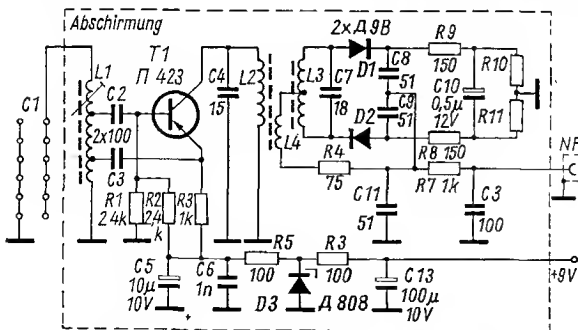 Abschirmung
2xД9B
T1
П 423
C1
L1
C2
2x100
C3
C4
15
L2
L3
L4
C7
18
D1
D2
C8
51
C9
51
R9
150
C10
0,5μ
12V
R10
R11
R8 150
R7 1k
R4
75
NF
R1
2,4k
R2
2,4
k
R3
1k
C11
51
C3
100
C5
10μ
10V
+
C6
1n
R5
100
D3
Д 808
R3
100
C13
100μ
10V
+9V